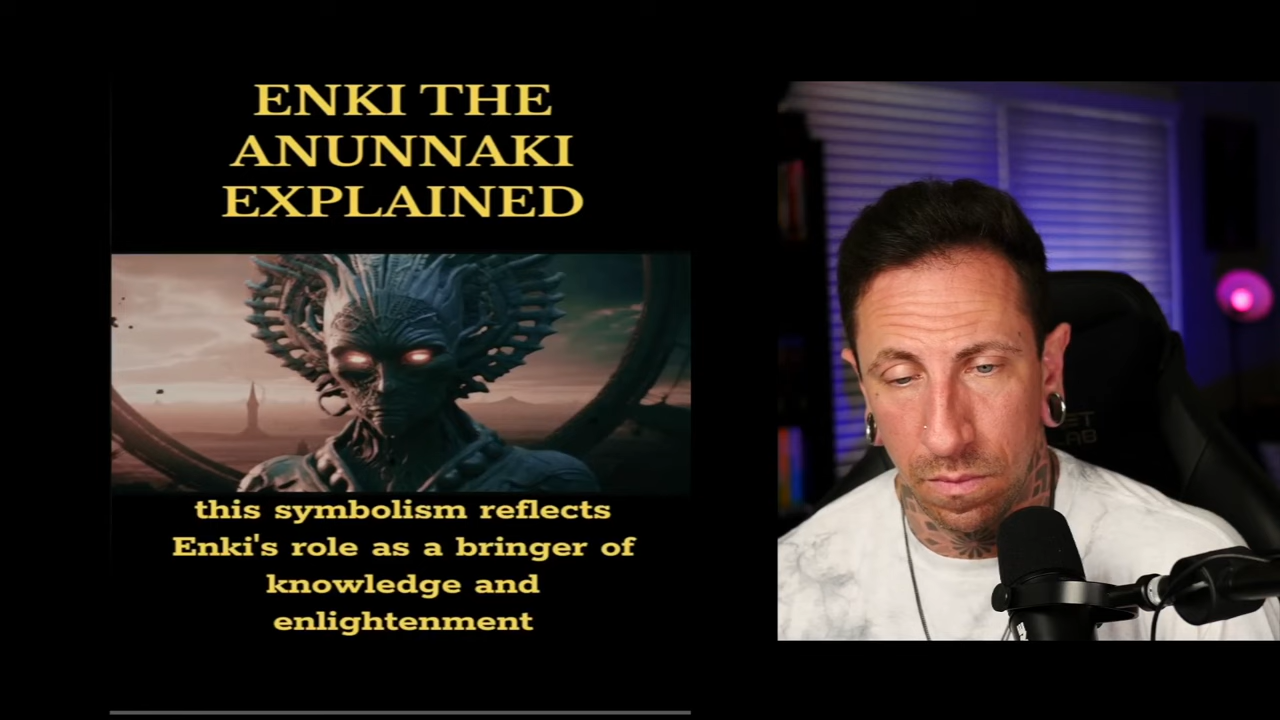 ENKI THE
ANUNNAKI
EXPLAINED
this symbolism reflects
Enki's role as a bringer of
knowledge and
enlightenment